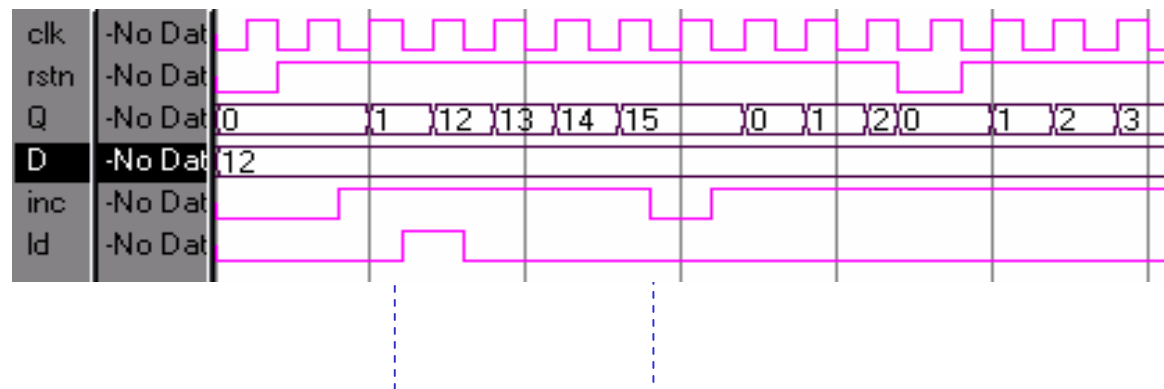 clk -No Dat
rstn -No Dat
Q -No Dat 0 1 12 13 14 15 0 1 2 0 1 2 3
D -No Dat 12
inc -No Dat
ld -No Dat